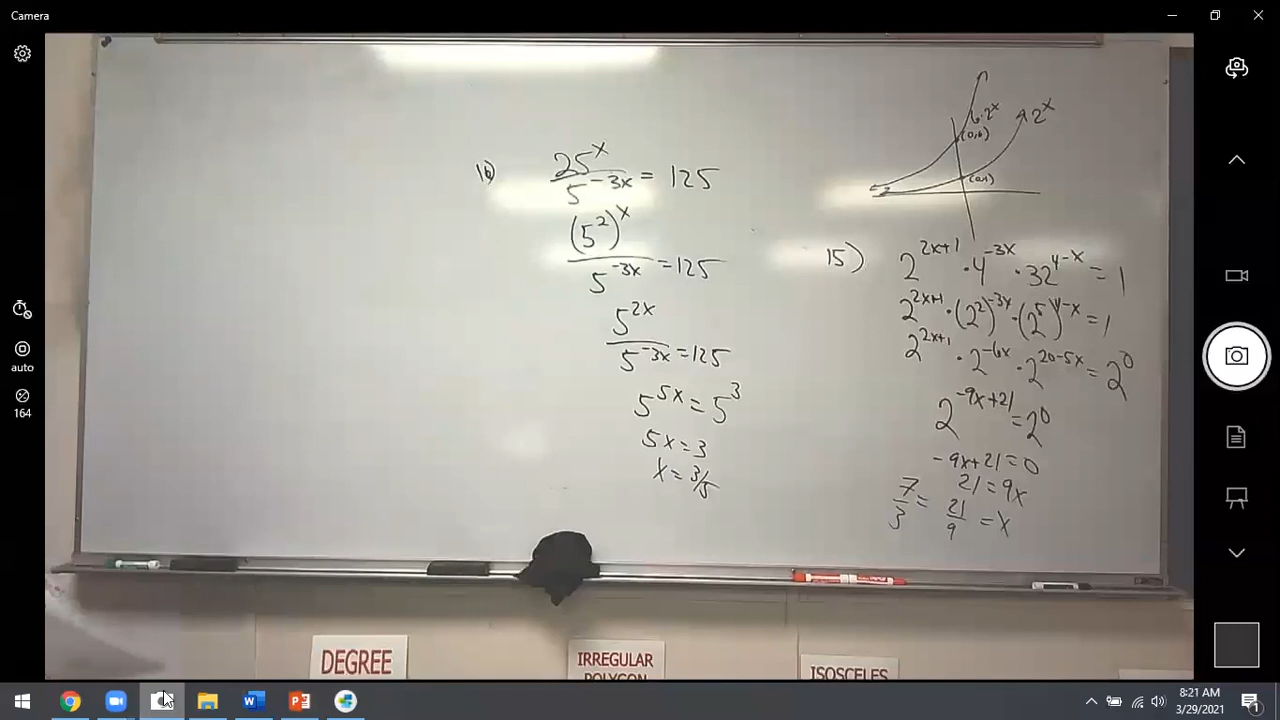 Camera
6·2^x
2^x
(0,6)
(0,1)
16)
25^x / 5^-3x = 125
(5^2)^x / 5^-3x = 125
5^2x / 5^-3x = 125
5^5x = 5^3
5x = 3
x = 3/5
15)
2^2x+1 · 4^-3x · 32^4-x = 1
2^2x+1 · (2^2)^-3x · (2^5)^4-x = 1
2^2x+1 · 2^-6x · 2^20-5x = 2^0
2^-9x+21 = 2^0
-9x+21=0
21=9x
7/3 = 21/9 = x
auto
164
DEGREE
IRREGULAR
POLYGON
ISOSCELES
8:21 AM
3/29/2021